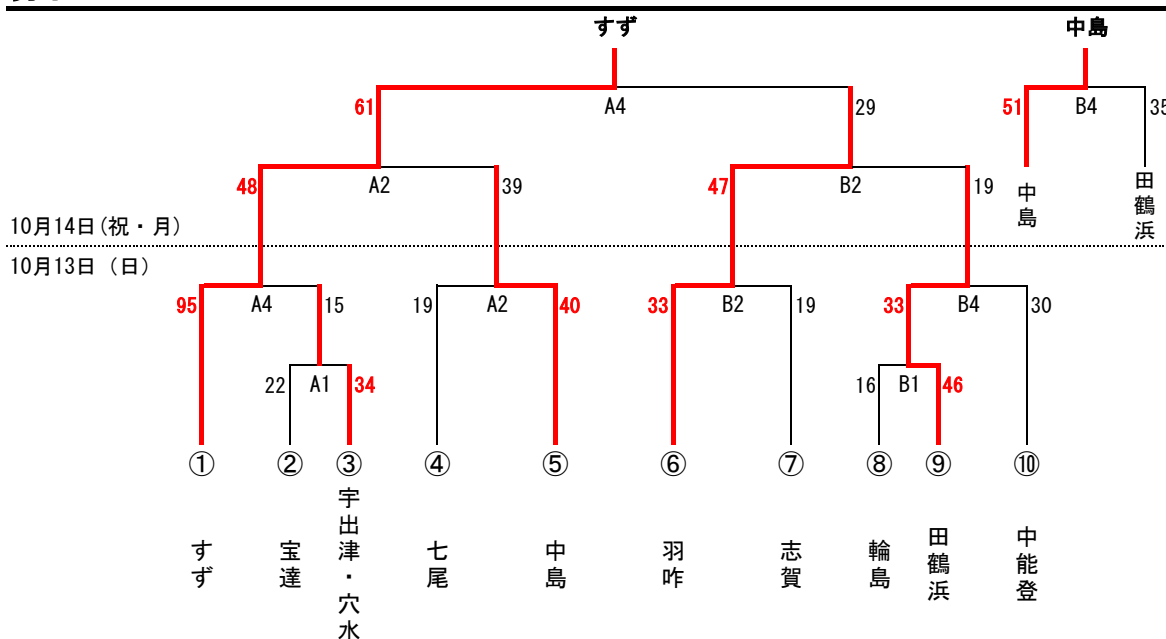 すず 中島
61 A4 29 51 B4 35
48 A2 39 47 B2 19 中島 田鶴浜
10月14日(祝・月)
10月13日 (日)
95 A4 15 19 A2 40 33 B2 19 33 B4 30
22 A1 34 16 B1 46
① ② ③ ④ ⑤ ⑥ ⑦ ⑧ ⑨ ⑩
すず 宝達 宇出津・穴水 七尾 中島 羽咋 志賀 輪島 田鶴浜 中能登